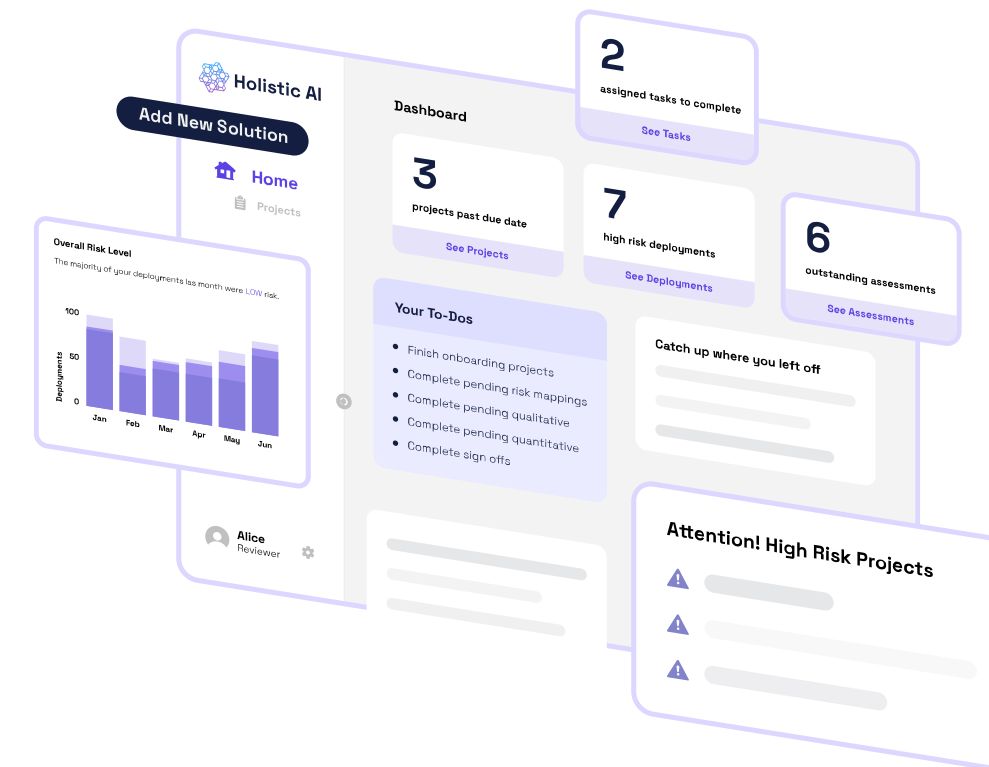 2
assigned tasks to complete
See Tasks
Holistic AI
Add New Solution
Home
Projects
Dashboard
3
projects past due date
See Projects
7
high risk deployments
See Deployments
6
outstanding assessments
See Assessments
Overall Risk Level
The majority of your deployments las month were LOW risk.
100
50
0
Deployments
Jan
Feb
Mar
Apr
May
Jun
Your To-Dos
Finish onboarding projects
Complete pending risk mappings
Complete pending qualitative
Complete pending quantitative
Complete sign offs
Catch up where you left off
Alice
Reviewer
Attention! High Risk Projects